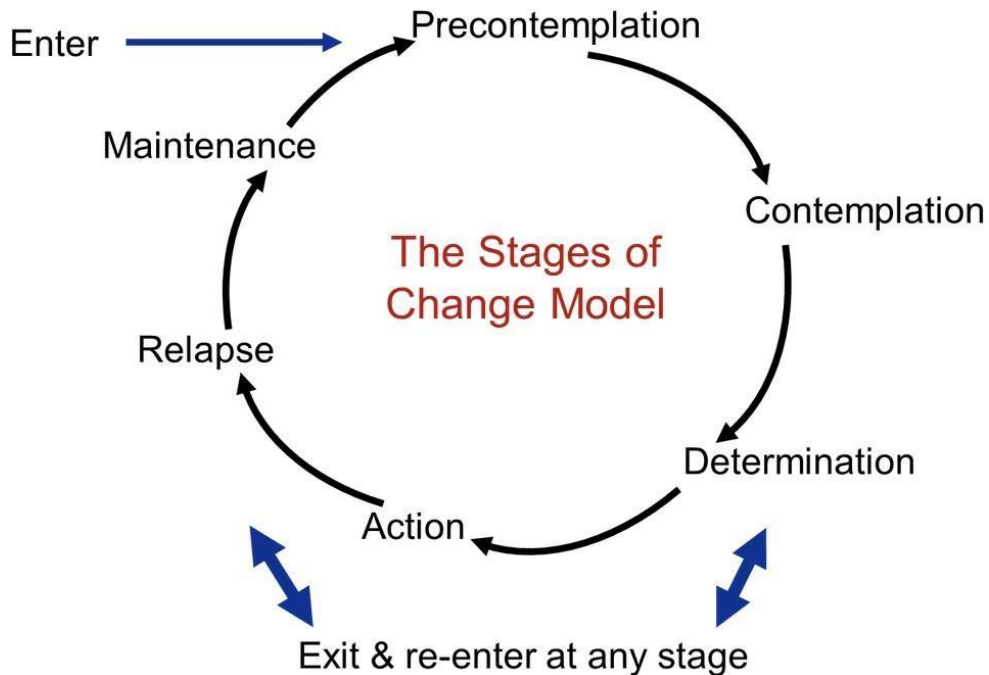 Enter
Precontemplation
Maintenance
Contemplation
The Stages of
Change Model
Relapse
Determination
Action
Exit & re-enter at any stage